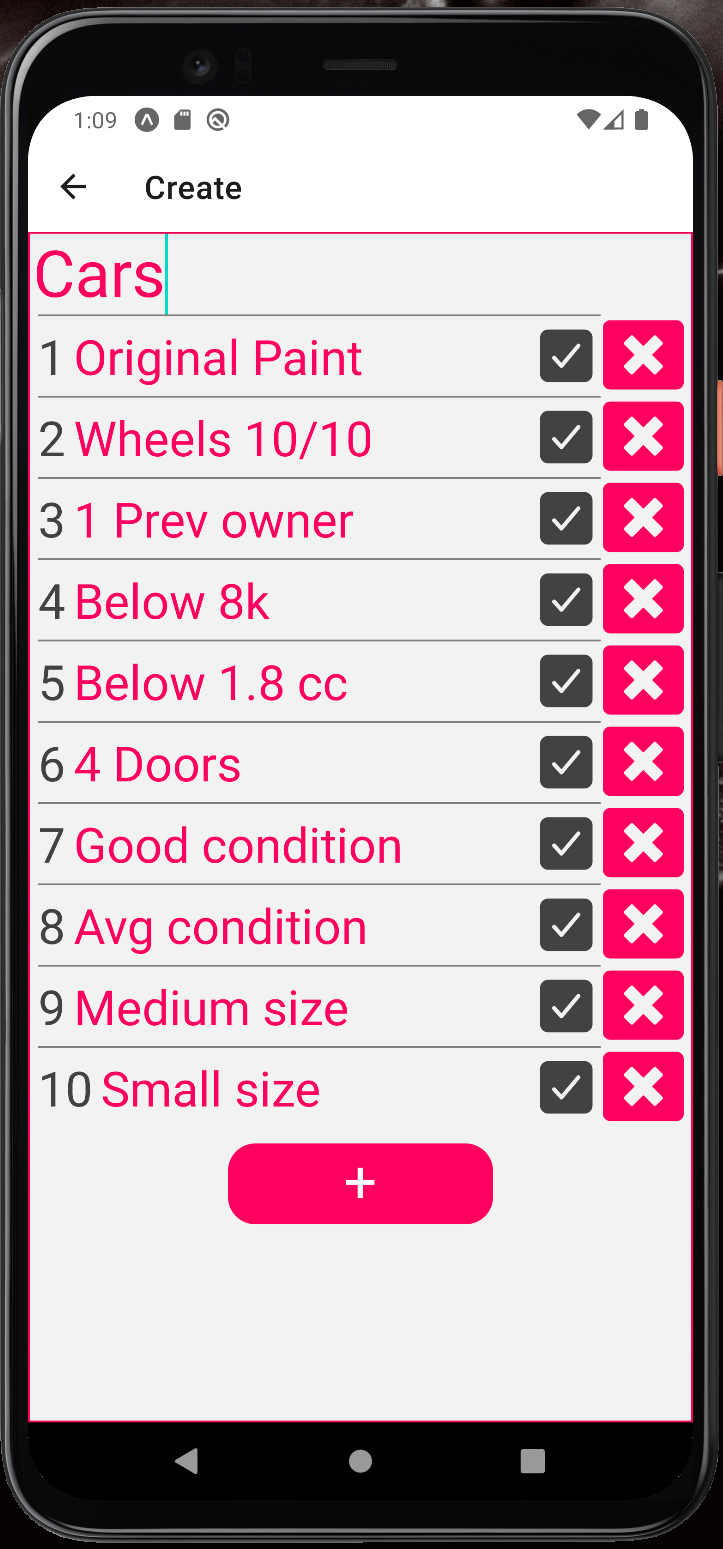 1:09
Create
Cars
1 Original Paint
2 Wheels 10/10
3 1 Prev owner
4 Below 8k
5 Below 1.8 cc
6 4 Doors
7 Good condition
8 Avg condition
9 Medium size
10 Small size
+